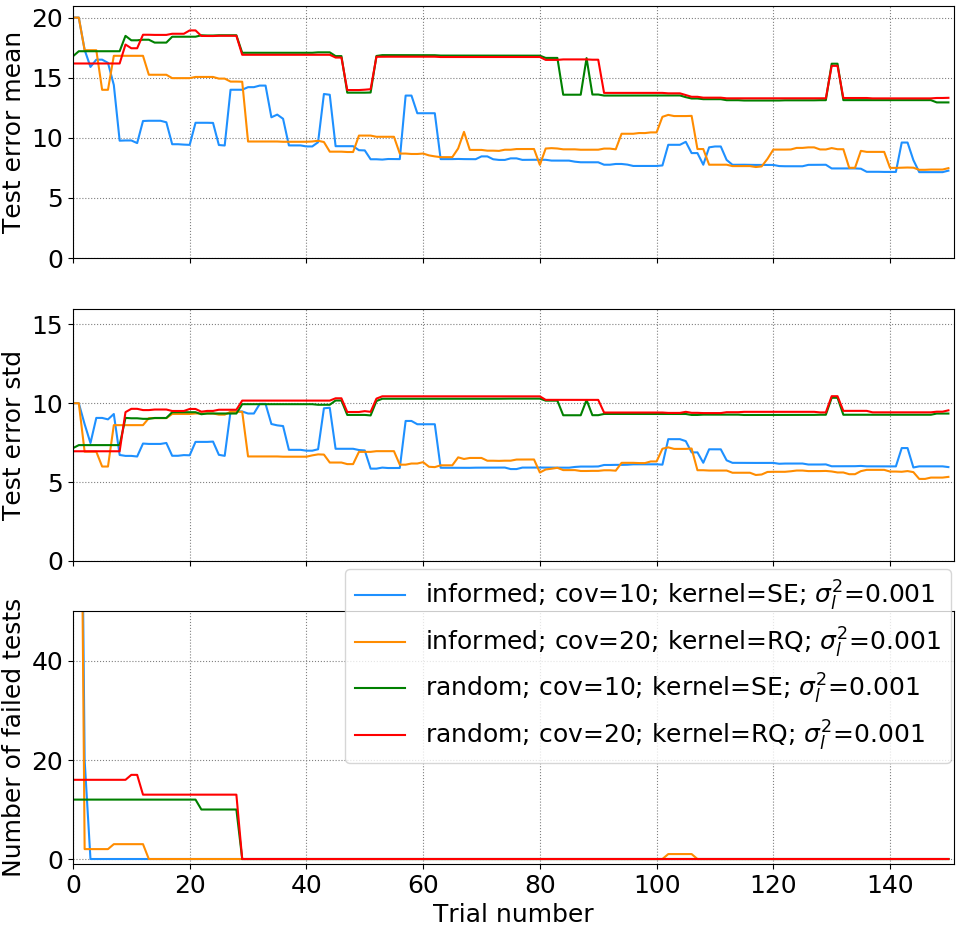 20
15
10
5
0
Test error mean
15
10
5
0
Test error std
informed; cov=10; kernel=SE; σ_l^2=0.001
informed; cov=20; kernel=RQ; σ_l^2=0.001
random; cov=10; kernel=SE; σ_l^2=0.001
random; cov=20; kernel=RQ; σ_l^2=0.001
40
20
0
Number of failed tests
0 20 40 60 80 100 120 140
Trial number